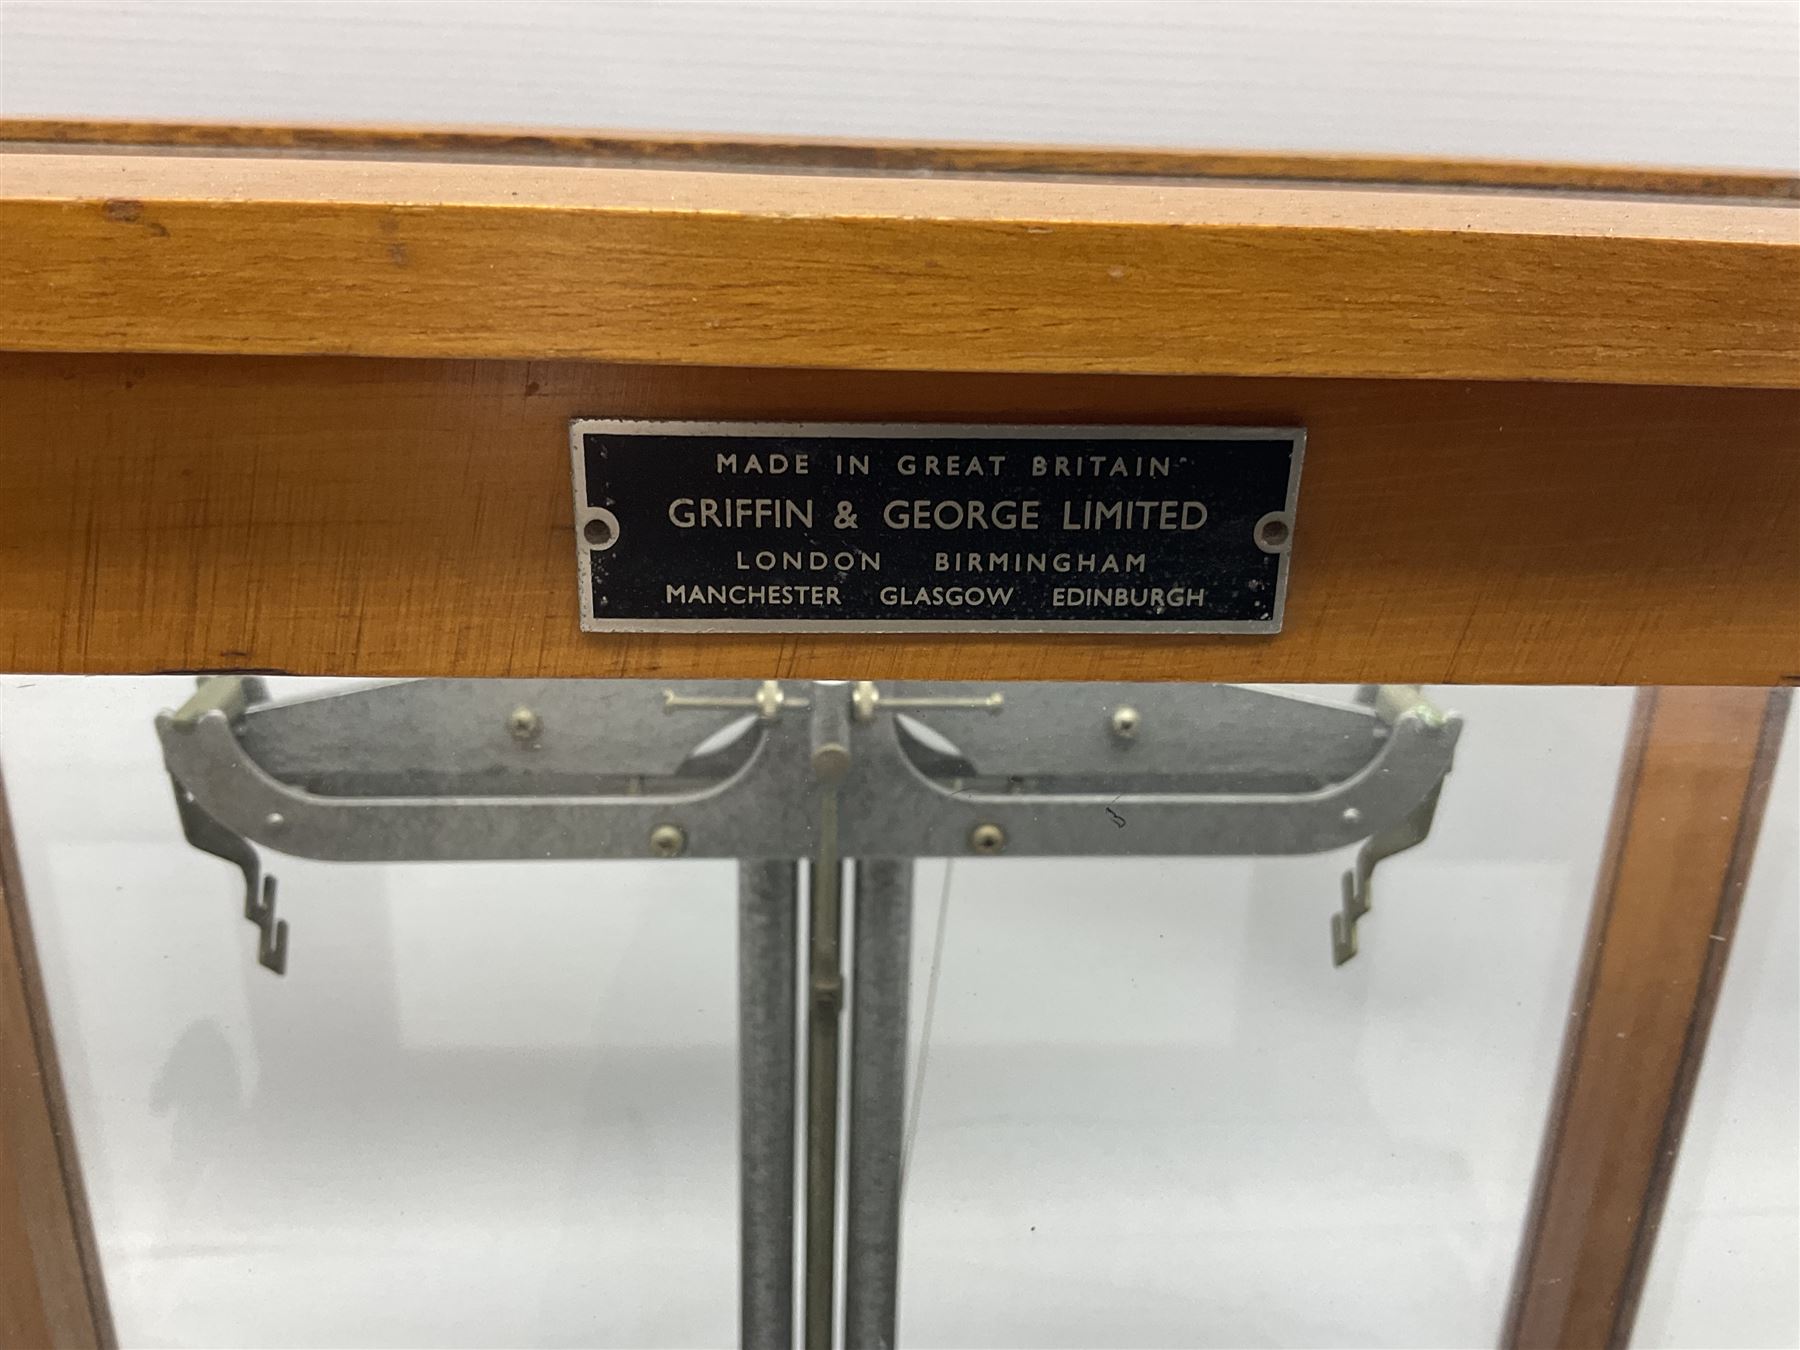 MADE IN GREAT BRITAIN
GRIFFIN & GEORGE LIMITED
LONDON BIRMINGHAM
MANCHESTER GLASGOW EDINBURGH